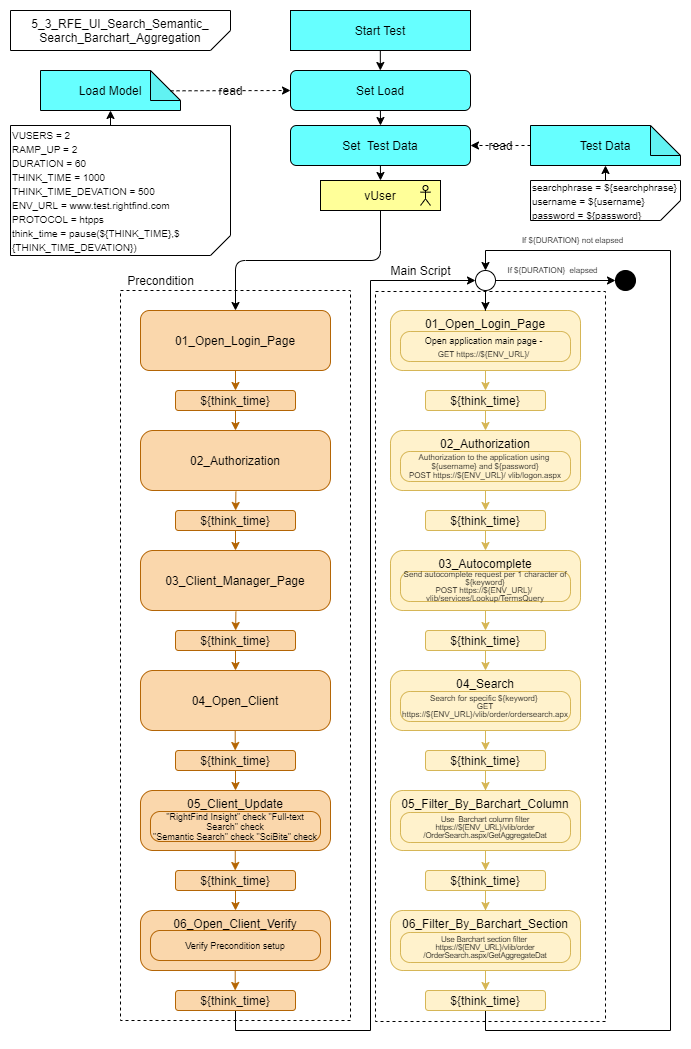 5_3_RFE_UI_Search_Semantic_
Search_Barchart_Aggregation
Start Test
Load Model
read
Set Load
VUSERS = 2
RAMP_UP = 2
DURATION = 60
THINK_TIME = 1000
THINK_TIME_DEVATION = 500
ENV_URL = www.test.rightfind.com
PROTOCOL = htpps
think_time = pause(${THINK_TIME},$
{THINK_TIME_DEVATION})
Set Test Data
read
Test Data
searchphrase = ${searchphrase}
username = ${username}
password = ${password}
vUser
If ${DURATION} not elapsed
If ${DURATION} elapsed
Precondition
01_Open_Login_Page
${think_time}
02_Authorization
${think_time}
03_Client_Manager_Page
${think_time}
04_Open_Client
${think_time}
05_Client_Update
"RightFind Insight" check "Full-text
Search" check
"Semantic Search" check "SciBite" check
${think_time}
06_Open_Client_Verify
Verify Precondition setup
${think_time}
Main Script
01_Open_Login_Page
Open application main page -
GET https://${ENV_URL}/
${think_time}
02_Authorization
Authorization to the application using
${username} and ${password}
POST https://${ENV_URL}/ vlib/logon.aspx
${think_time}
03_Autocomplete
Send autocomplete request per 1 character of
${keyword}
POST https://${ENV_URL}/
vlib/services/Lookup/TermsQuery
${think_time}
04_Search
Search for specific ${keyword}
GET
https://${ENV_URL}/vlib/order/ordersearch.apx
${think_time}
05_Filter_By_Barchart_Column
Use Barchart column filter
https://${ENV_URL}/vlib/order
/OrderSearch.aspx/GetAggregateDat
${think_time}
06_Filter_By_Barchart_Section
Use Barchart section filter
https://${ENV_URL}/vlib/order
/OrderSearch.aspx/GetAggregateDat
${think_time}